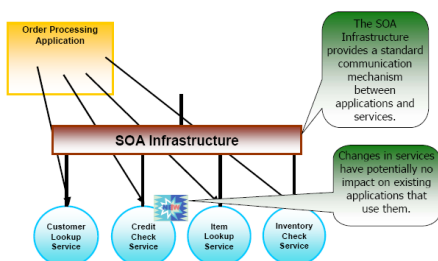 Order Processing
Application
The SOA
Infrastructure
provides a standard
communication
mechanism
between
applications and
services.
SOA Infrastructure
Changes in services
have potentially no
impact on existing
applications that
use them.
Customer
Lookup
Service
Credit
Check
Service
Item
Lookup
Service
Inventory
Check
Service